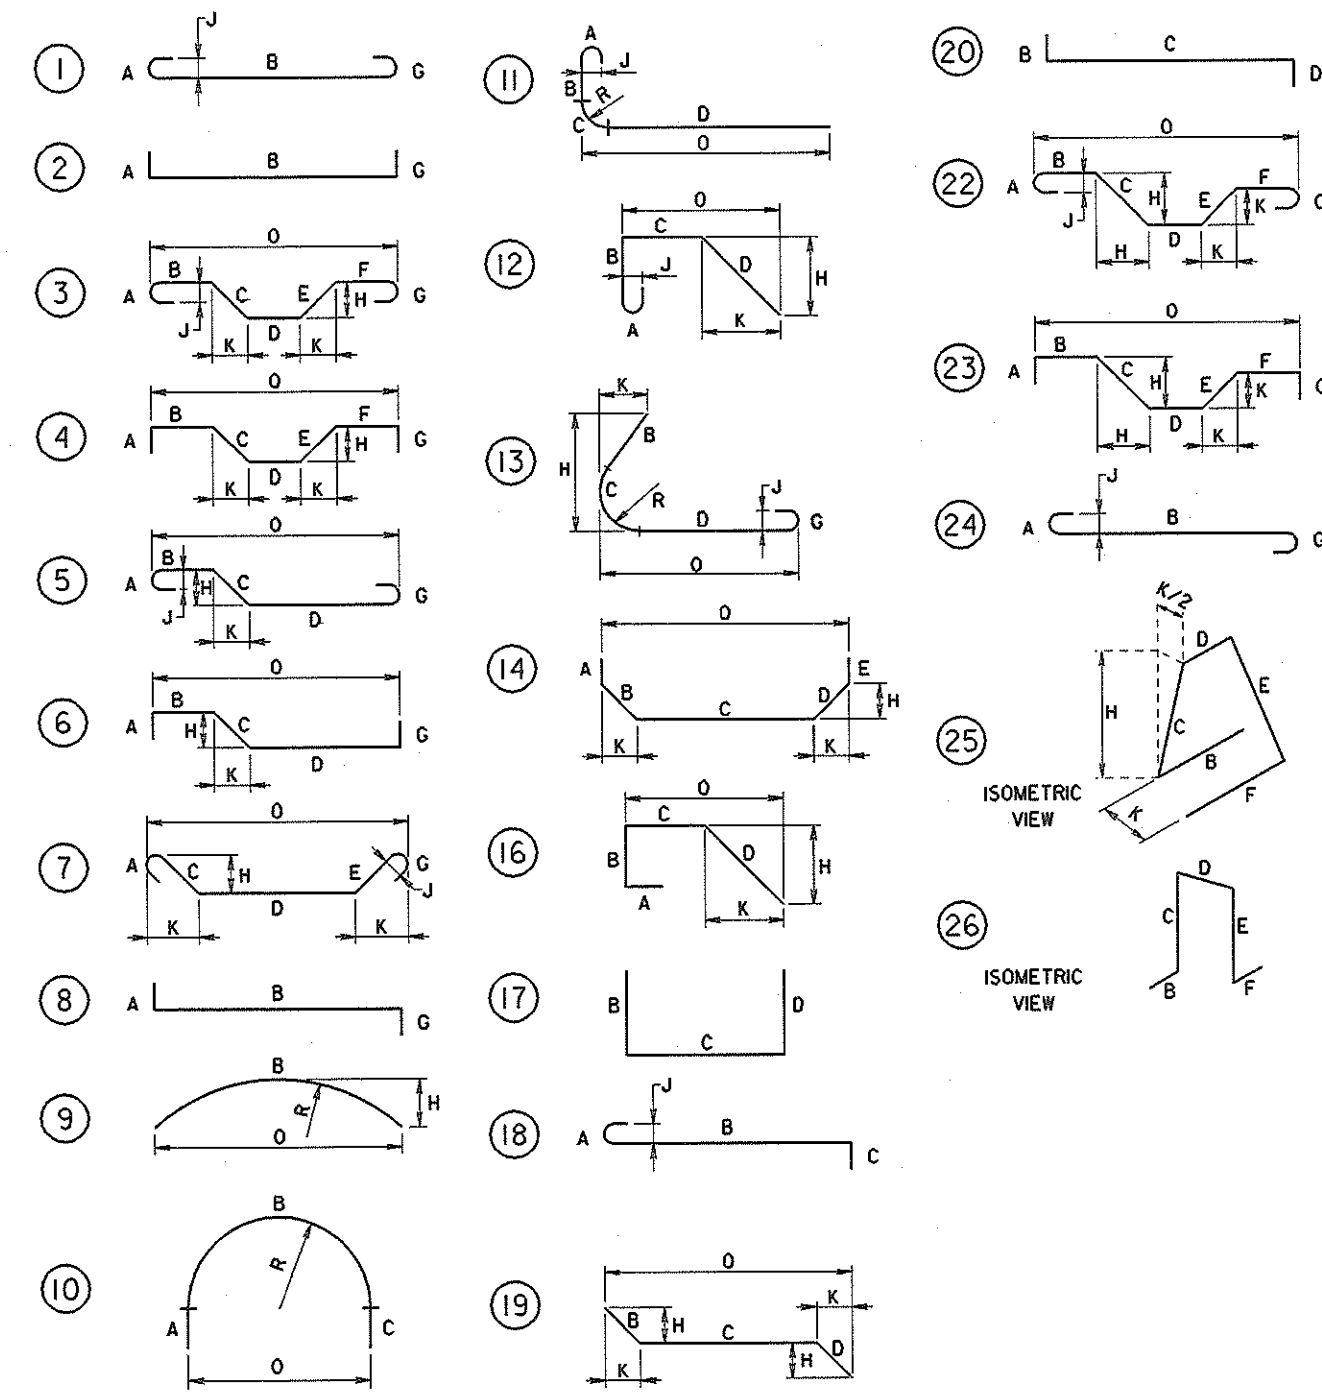 1 A J B G
2 A B G
3 O A B J C K D E K H F G
4 O A B C K D E K H F G
5 O A B J H C K D G
6 O A B H C K D G
7 O A C H K D E K J G
8 A B G
9 B R H O
10 B R A C O
11 A J B R C D O
12 O C B J A D H K
13 K B H C R D J G O
14 O A B K C D K H E
16 O C B A D H K
17 B C D
18 A J B C
19 O K B H C H D K
20 B C D
22 O A B J C H H D E K K F G
23 O A B C H H D E K K F G
24 A J B G
25 K/2 D H C E B K F
ISOMETRIC
VIEW
26 D C E B F
ISOMETRIC
VIEW